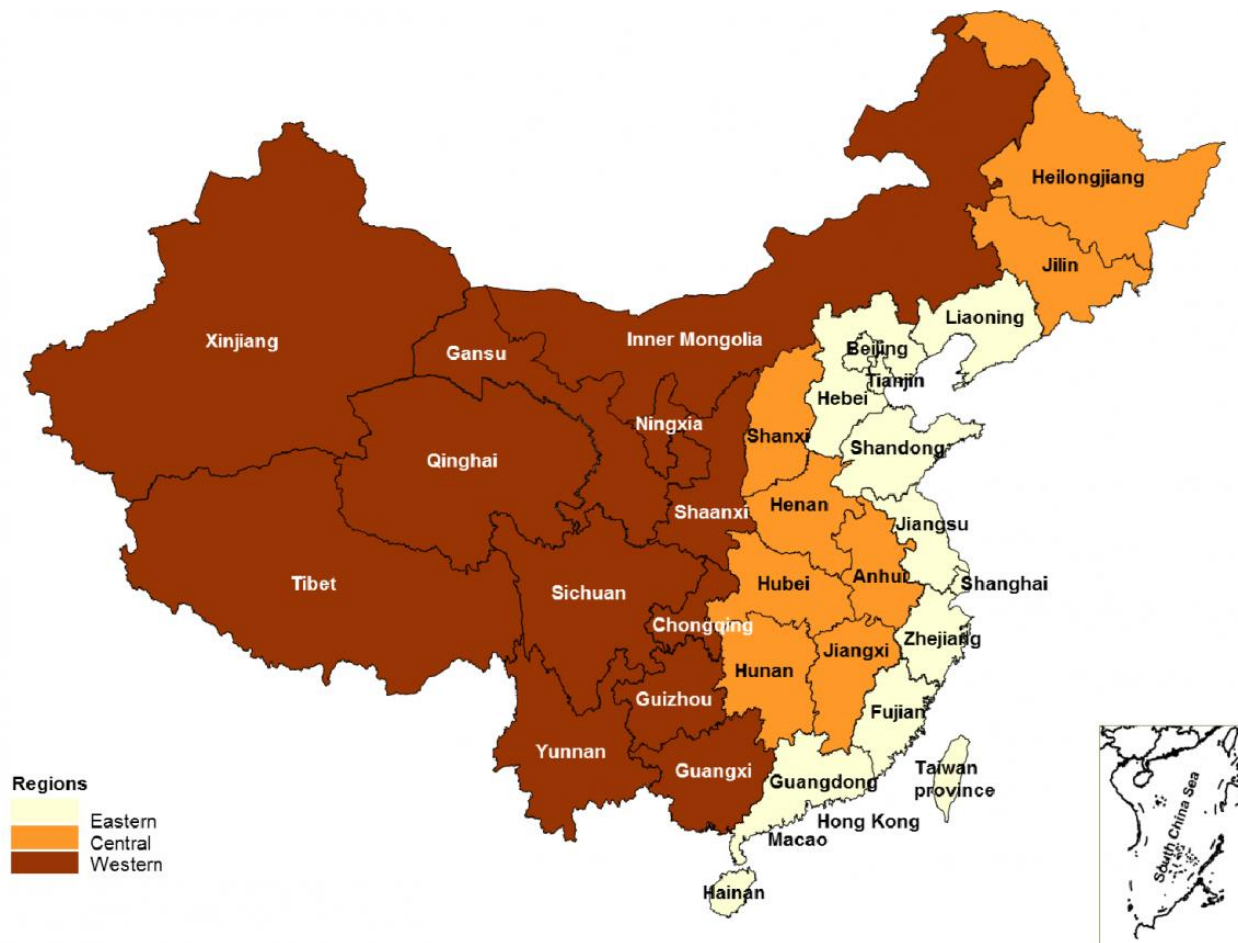 Heilongjiang
Jilin
Liaoning
Xinjiang
Inner Mongolia
Gansu
Beijing
Tianjin
Hebei
Ningxia
Shanxi
Shandong
Qinghai
Henan
Shaanxi
Jiangsu
Tibet
Sichuan
Hubei
Anhui
Shanghai
Chongqing
Zhejiang
Jiangxi
Hunan
Guizhou
Fujian
Yunnan
Guangxi
Guangdong
Taiwan
province
Hong Kong
Macao
Hainan
Regions
Eastern
Central
Western
South China Sea